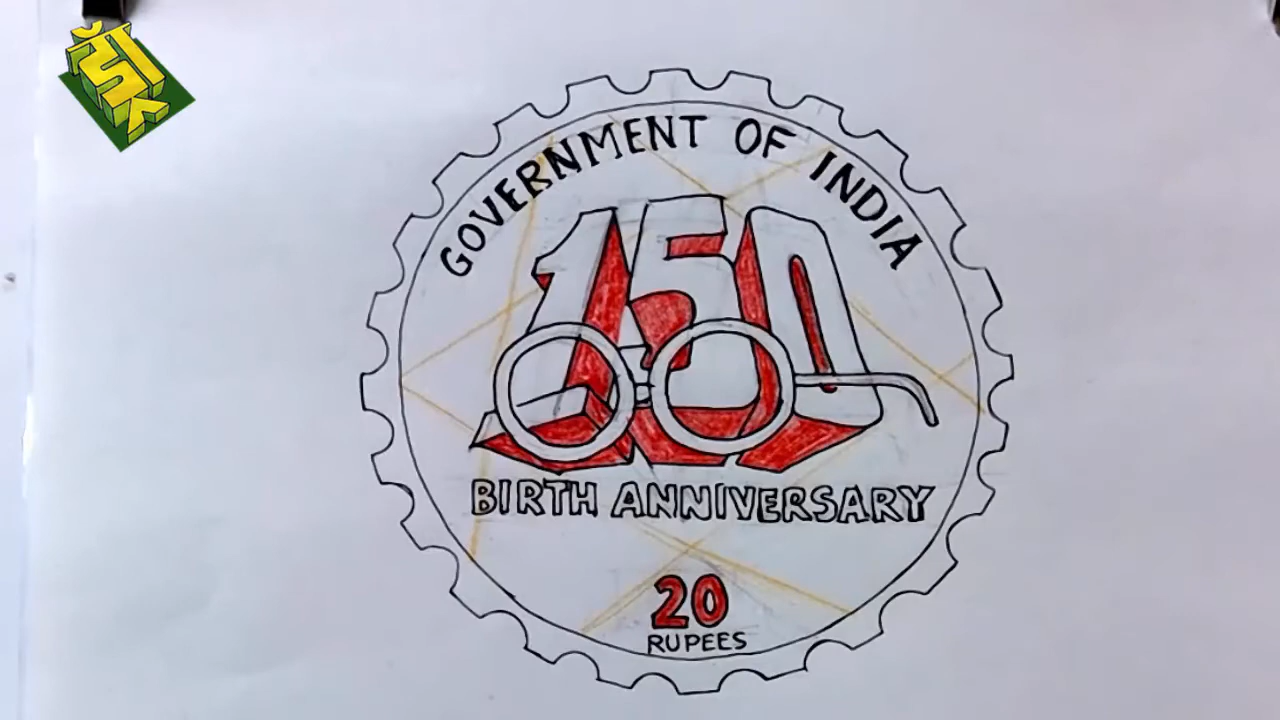 GOVERNMENT OF INDIA
150
BIRTH ANNIVERSARY
20
RUPEES